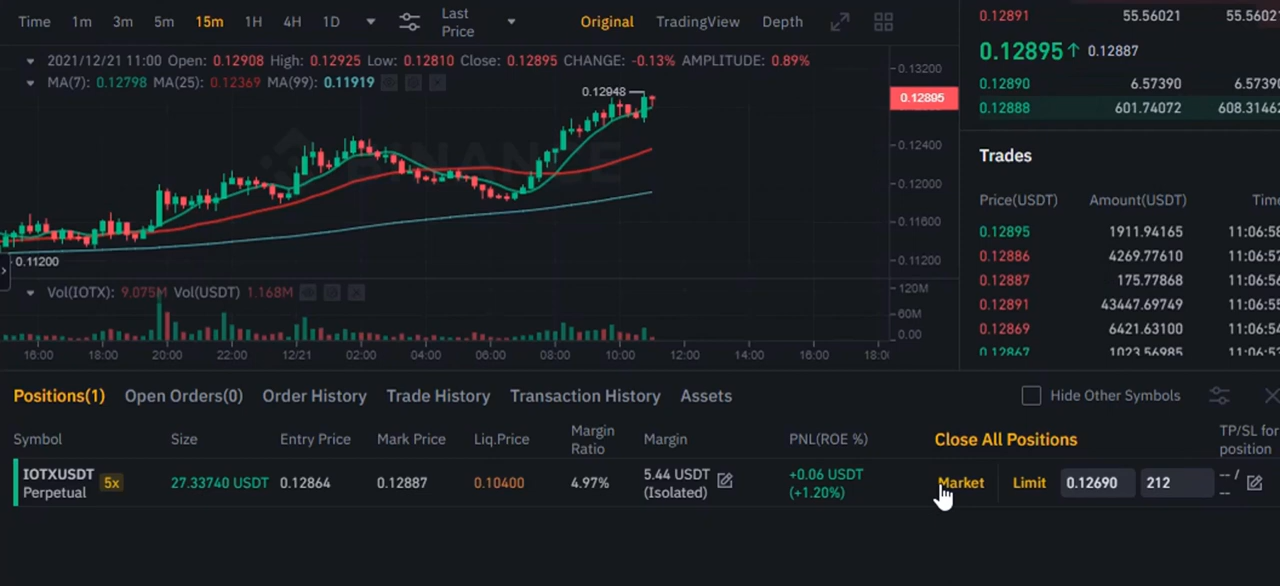 Time 1m 3m 5m 15m 1H 4H 1D Last Price Original TradingView Depth
2021/12/21 11:00 Open: 0.12908 High: 0.12925 Low: 0.12810 Close: 0.12895 CHANGE: -0.13% AMPLITUDE: 0.89%
MA(7): 0.12798 MA(25): 0.12369 MA(99): 0.11919
0.13200
0.12948
0.12895
0.12400
BINANCE
0.12000
0.11600
0.11200
0.11200
Vol(IOTX): 9.075M Vol(USDT) 1.168M
120M
60M
0.00
16:00 18:00 20:00 22:00 12/21 02:00 04:00 06:00 08:00 10:00 12:00 14:00 16:00 18:0
0.12891 55.56021 55.5602
0.12895↑ 0.12887
0.12890 6.57390 6.5739
0.12888 601.74072 608.3146
Trades
Price(USDT) Amount(USDT) Time
0.12895 1911.94165 11:06:58
0.12886 4269.77610 11:06:57
0.12887 175.77868 11:06:56
0.12891 43447.69749 11:06:55
0.12869 6421.63100 11:06:54
0.12867 1023.56985 11:06:53
Positions(1) Open Orders(0) Order History Trade History Transaction History Assets Hide Other Symbols
Symbol Size Entry Price Mark Price Liq.Price Margin Ratio Margin PNL(ROE %) Close All Positions TP/SL for position
IOTXUSDT Perpetual 5x 27.33740 USDT 0.12864 0.12887 0.10400 4.97% 5.44 USDT (Isolated) +0.06 USDT (+1.20%) Market Limit 0.12690 212 -- / --